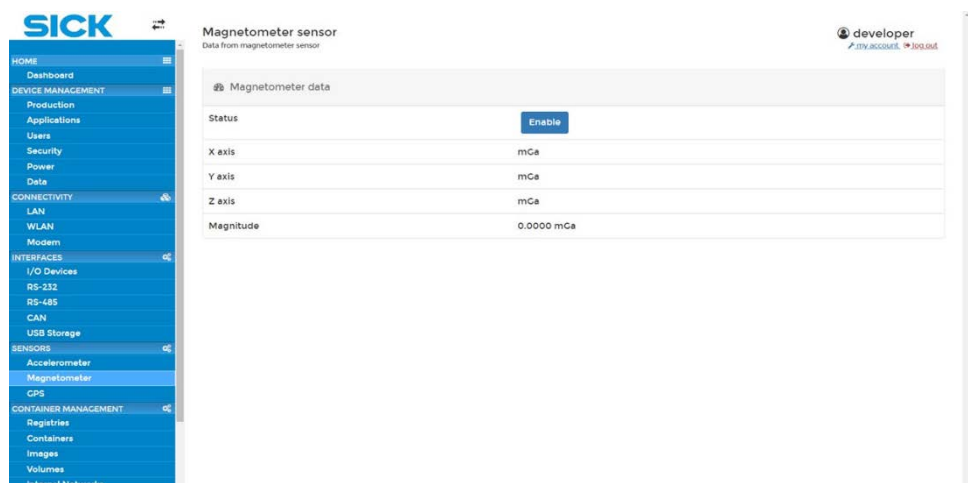 SICK
HOME
Dashboard
DEVICE MANAGEMENT
Production
Applications
Users
Security
Power
Data
CONNECTIVITY
LAN
WLAN
Modem
INTERFACES
I/O Devices
RS-232
RS-485
CAN
USB Storage
SENSORS
Accelerometer
Magnetometer
GPS
CONTAINER MANAGEMENT
Registries
Containers
Images
Volumes
Magnetometer sensor
Data from magnetometer sensor
developer
my account log out
Magnetometer data
Status Enable
X axis mGa
Y axis mGa
Z axis mGa
Magnitude 0.0000 mGa